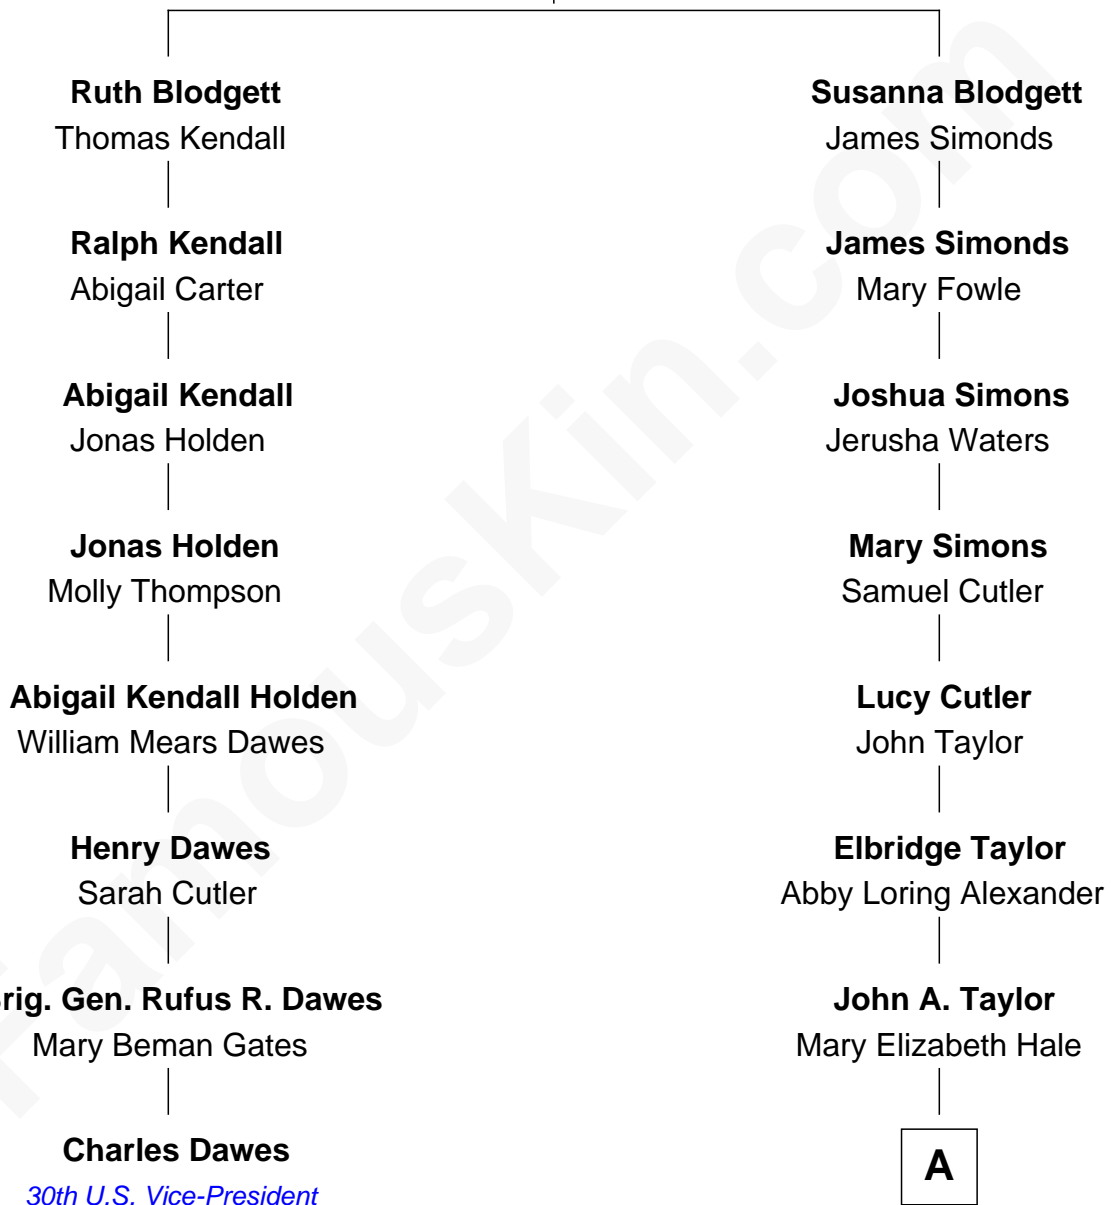 Ruth Blodgett
Thomas Kendall
Ralph Kendall
Abigail Carter
Abigail Kendall
Jonas Holden
Jonas Holden
Molly Thompson
Abigail Kendall Holden
William Mears Dawes
Henry Dawes
Sarah Cutler
Brig. Gen. Rufus R. Dawes
Mary Beman Gates
Charles Dawes
30th U.S. Vice-President
Susanna Blodgett
James Simonds
James Simonds
Mary Fowle
Joshua Simons
Jerusha Waters
Mary Simons
Samuel Cutler
Lucy Cutler
John Taylor
Elbridge Taylor
Abby Loring Alexander
John A. Taylor
Mary Elizabeth Hale
A
FamousKin.com